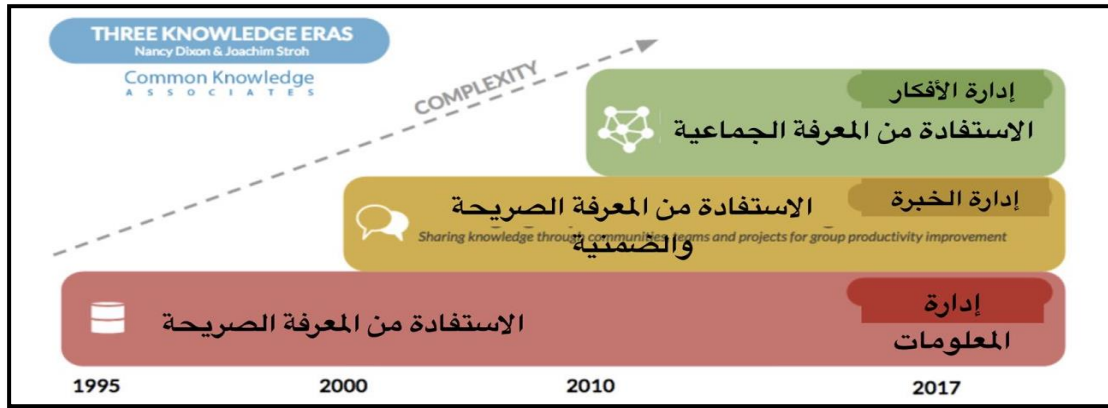 THREE KNOWLEDGE ERAS
Nancy Dixon & Joachim Stroh
Common Knowledge
ASSOCIATES
COMPLEXITY
إدارة الأفكار
الاستفادة من المعرفة الجماعية
إدارة الخبرة
الاستفادة من المعرفة الصريحة
والضمنية
Sharing knowledge through communities, teams and projects for group productivity improvement
إدارة
المعلومات
الاستفادة من المعرفة الصريحة
1995 2000 2010 2017